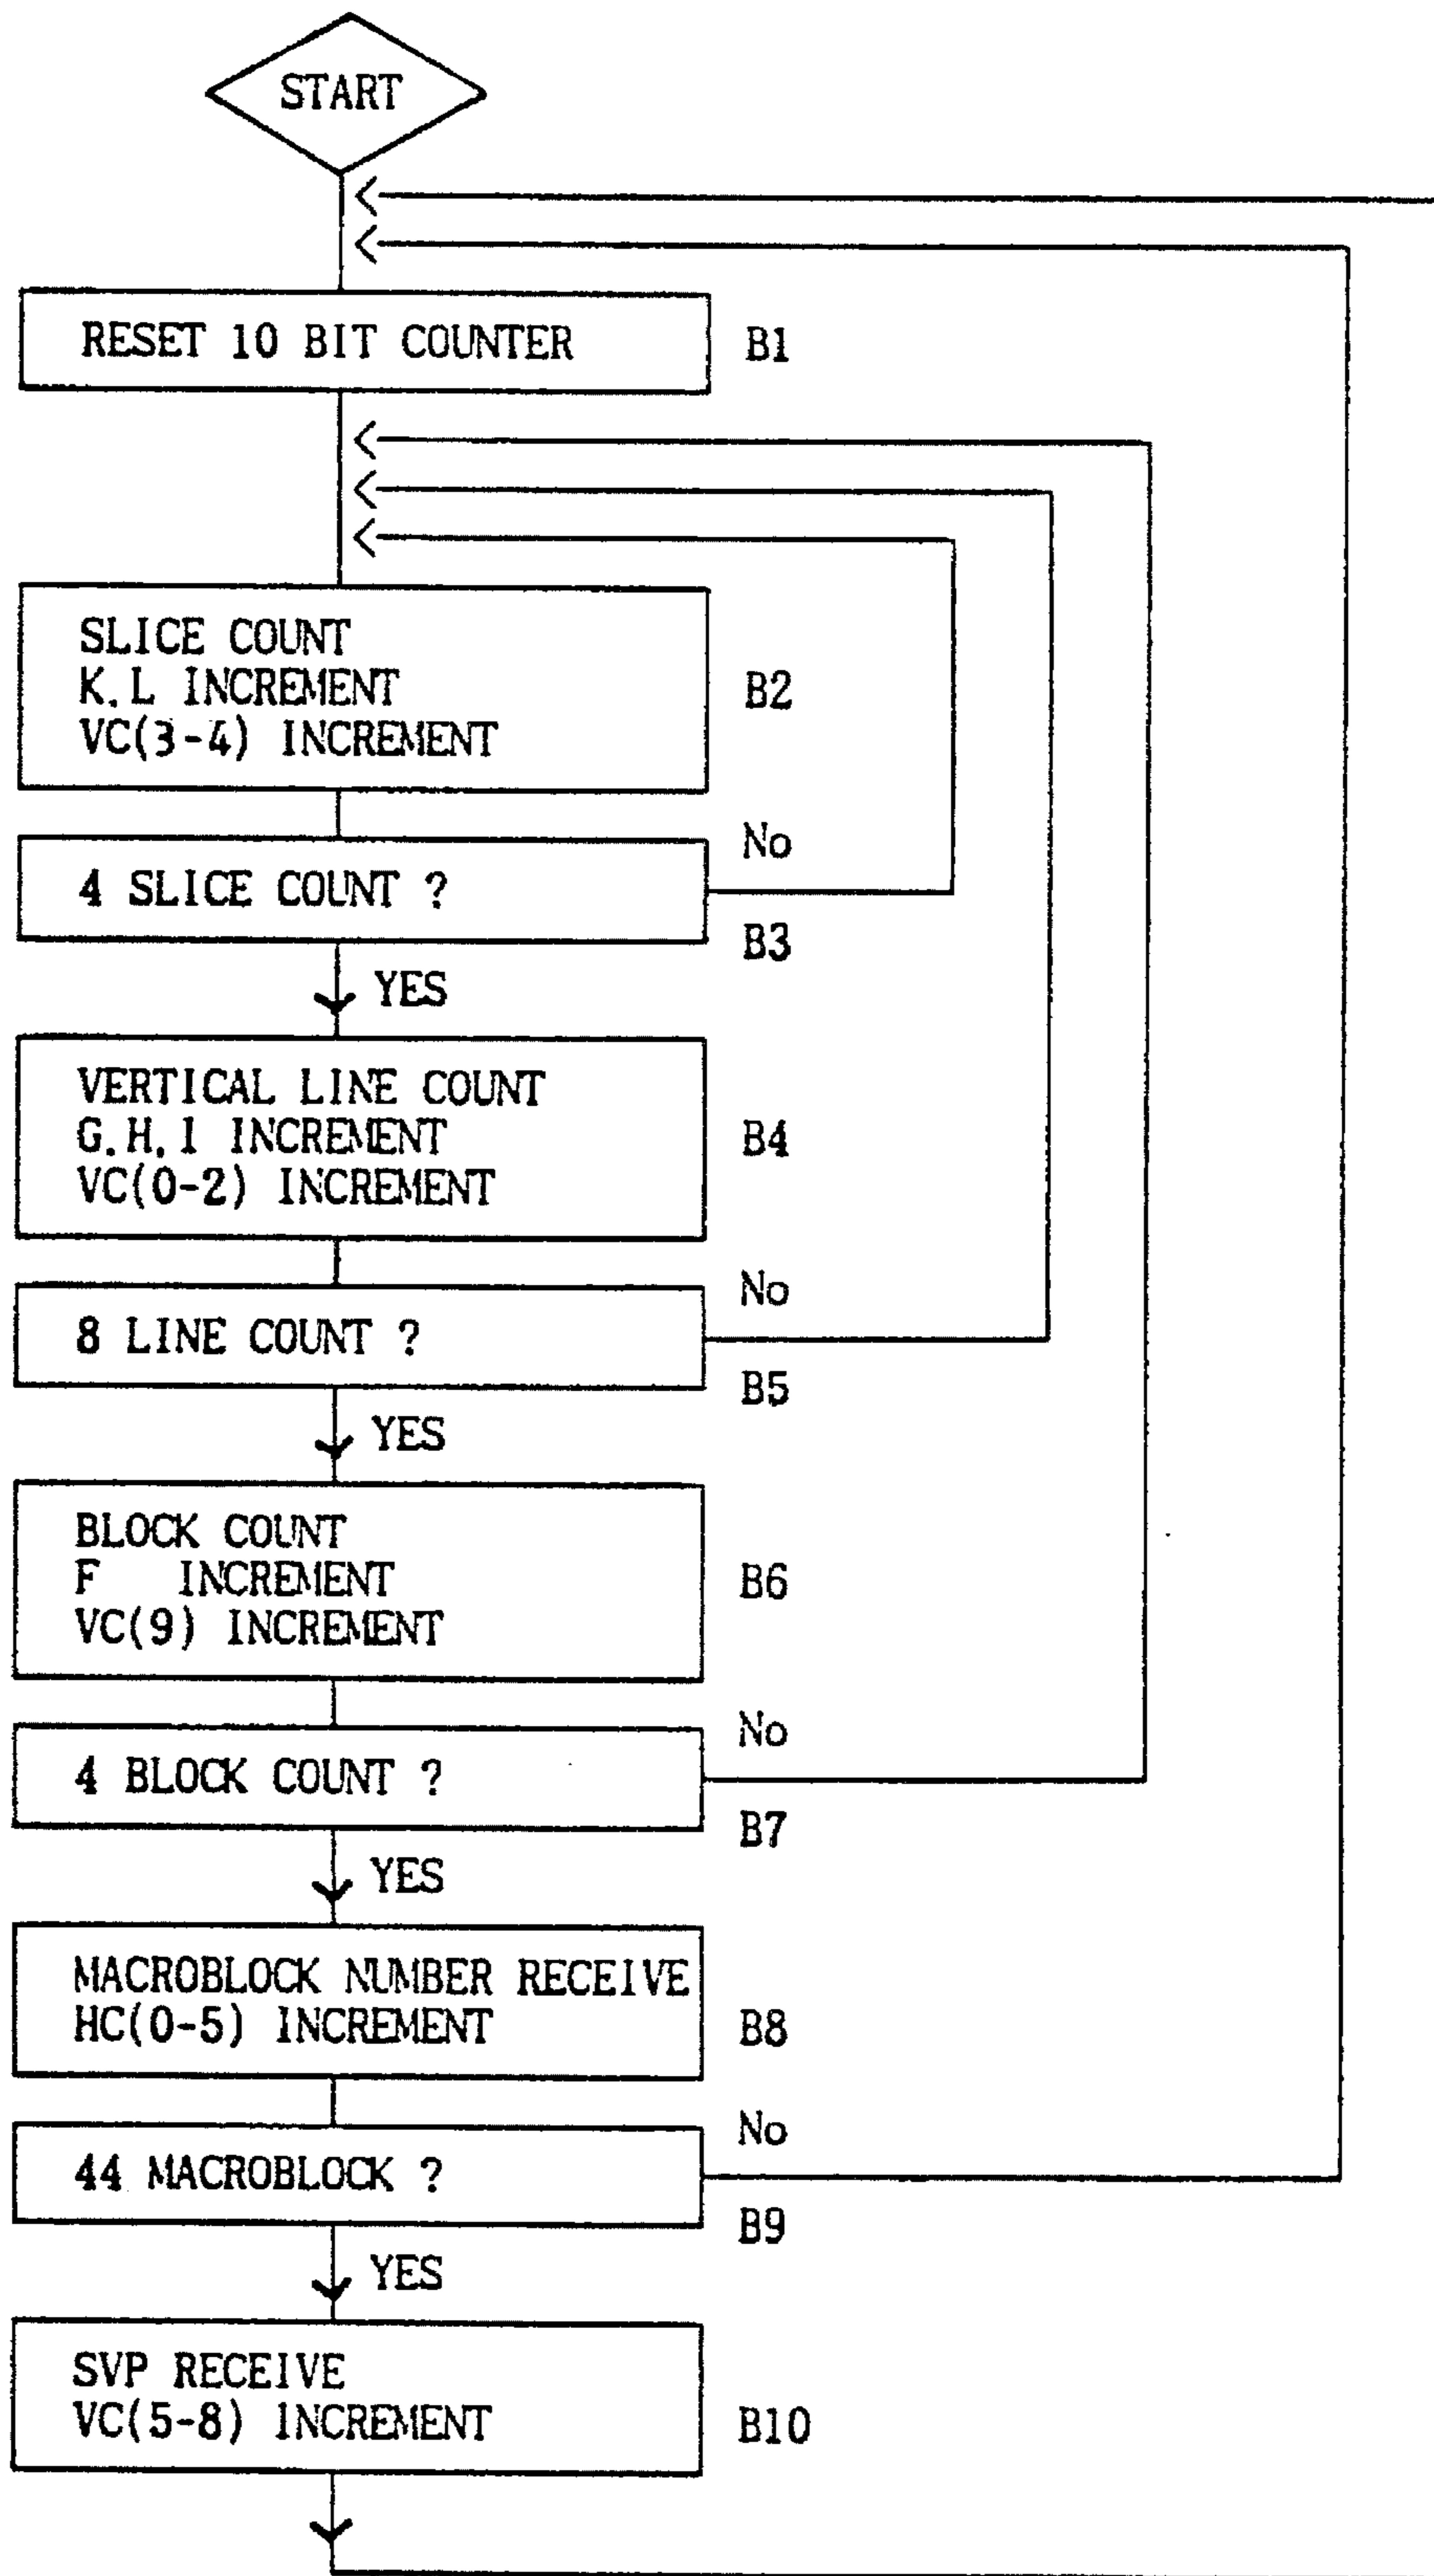 START
RESET 10 BIT COUNTER
B1
SLICE COUNT
K.L INCREMENT
VC(3-4) INCREMENT
B2
4 SLICE COUNT ?
No
B3
YES
VERTICAL LINE COUNT
G.H.I INCREMENT
VC(0-2) INCREMENT
B4
8 LINE COUNT ?
No
B5
YES
BLOCK COUNT
F INCREMENT
VC(9) INCREMENT
B6
4 BLOCK COUNT ?
No
B7
YES
MACROBLOCK NUMBER RECEIVE
HC(0-5) INCREMENT
B8
44 MACROBLOCK ?
No
B9
YES
SVP RECEIVE
VC(5-8) INCREMENT
B10